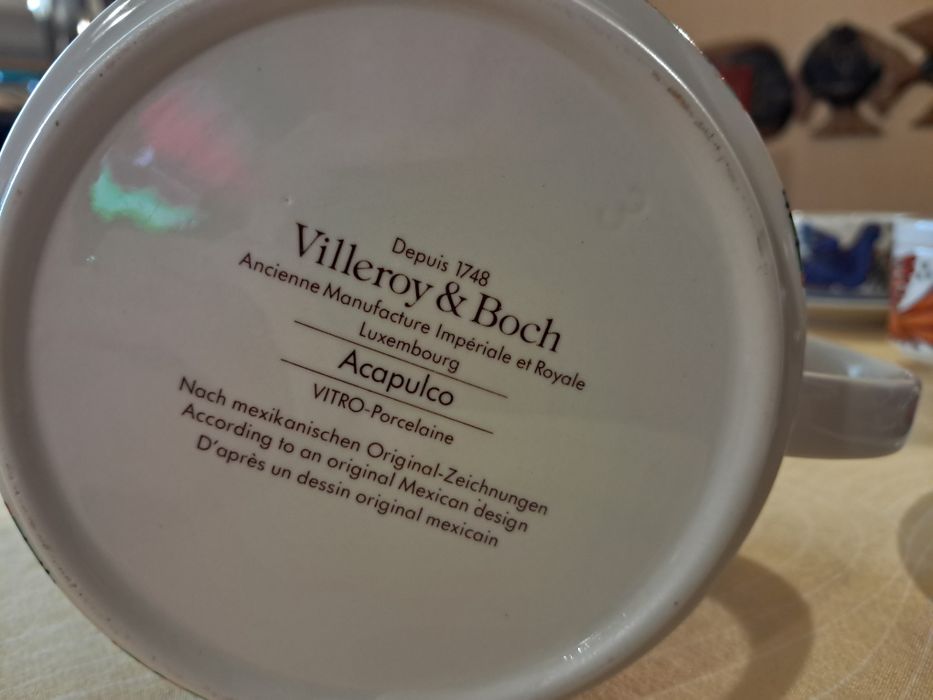 Depuis 1748
Villeroy & Boch
Ancienne Manufacture Impériale et Royale
Luxembourg
Acapulco
VITRO-Porcelaine
Nach mexikanischen Original-Zeichnungen
According to an original Mexican design
D'après un dessin original mexicain